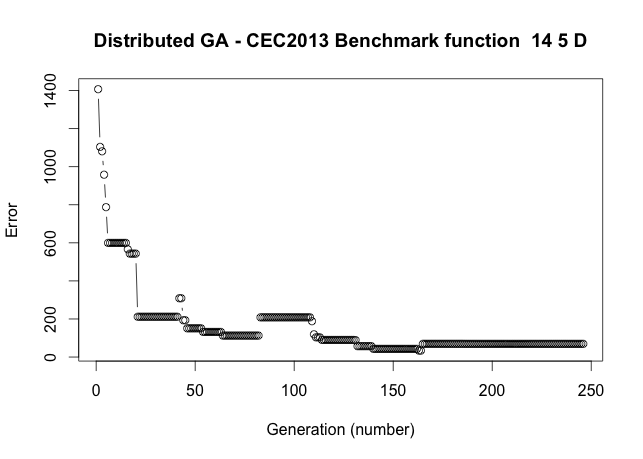 Distributed GA - CEC2013 Benchmark function 14 5 D
Error
1400
1000
600
200
0
0 50 100 150 200 250
Generation (number)